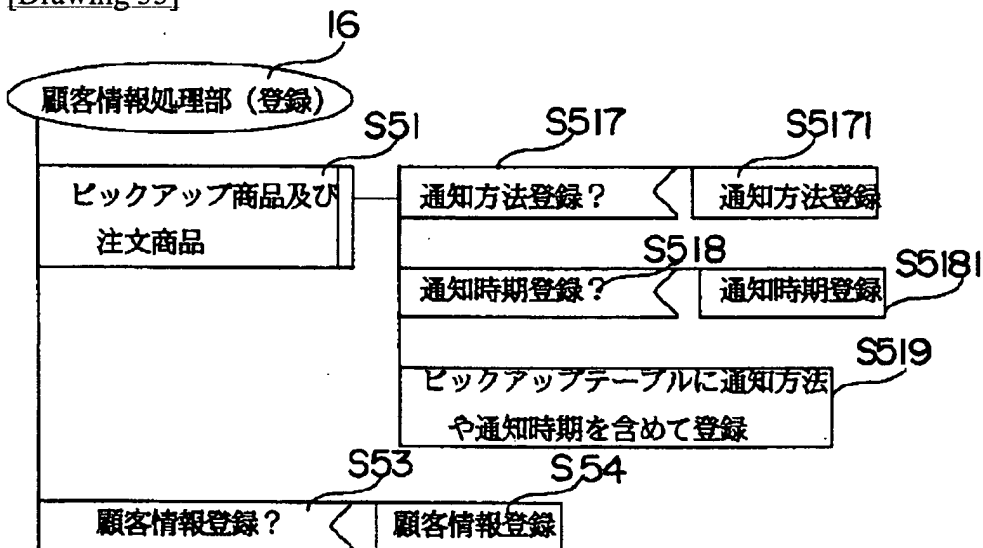 [Drawing 55]
16
顧客情報処理部（登録）
S51
S517
S5171
ピックアップ商品及び
注文商品
通知方法登録？
通知方法登録
S518
S5181
通知時期登録？
通知時期登録
S519
ピックアップテーブルに通知方法
や通知時期を含めて登録
S53
S54
顧客情報登録？
顧客情報登録